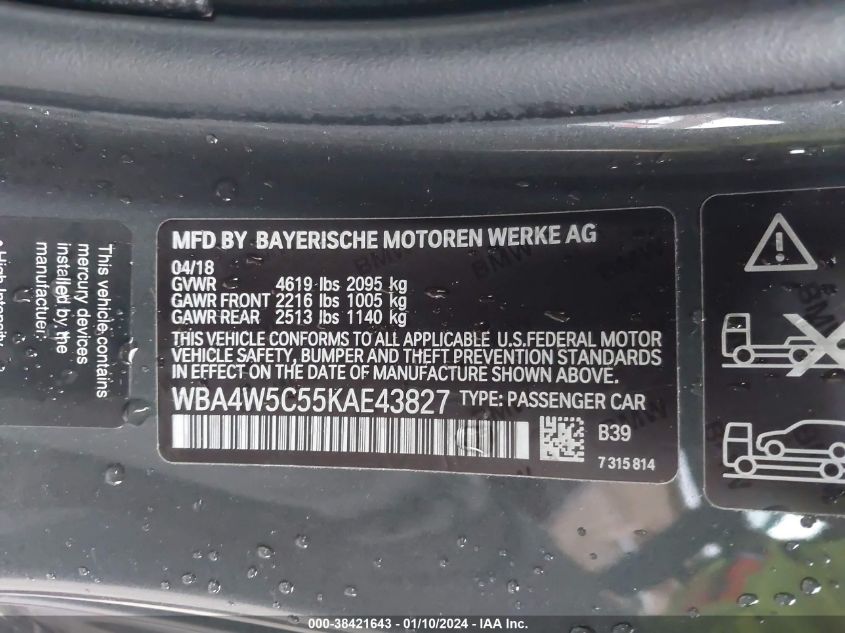 High Intensity
This vehicle contains
mercury devices
installed by the
manufacturer:
MFD BY BAYERISCHE MOTOREN WERKE AG
04/18
GVWR 4619 lbs 2095 kg
GAWR FRONT 2216 lbs 1005 kg
GAWR REAR 2513 lbs 1140 kg
THIS VEHICLE CONFORMS TO ALL APPLICABLE U.S.FEDERAL MOTOR
VEHICLE SAFETY, BUMPER AND THEFT PREVENTION STANDARDS
IN EFFECT ON THE DATE OF MANUFACTURE SHOWN ABOVE.
WBA4W5C55KAE43827 TYPE: PASSENGER CAR
B39
7 315 814
000-38421643 / 01/10/2024 - IAA Inc.